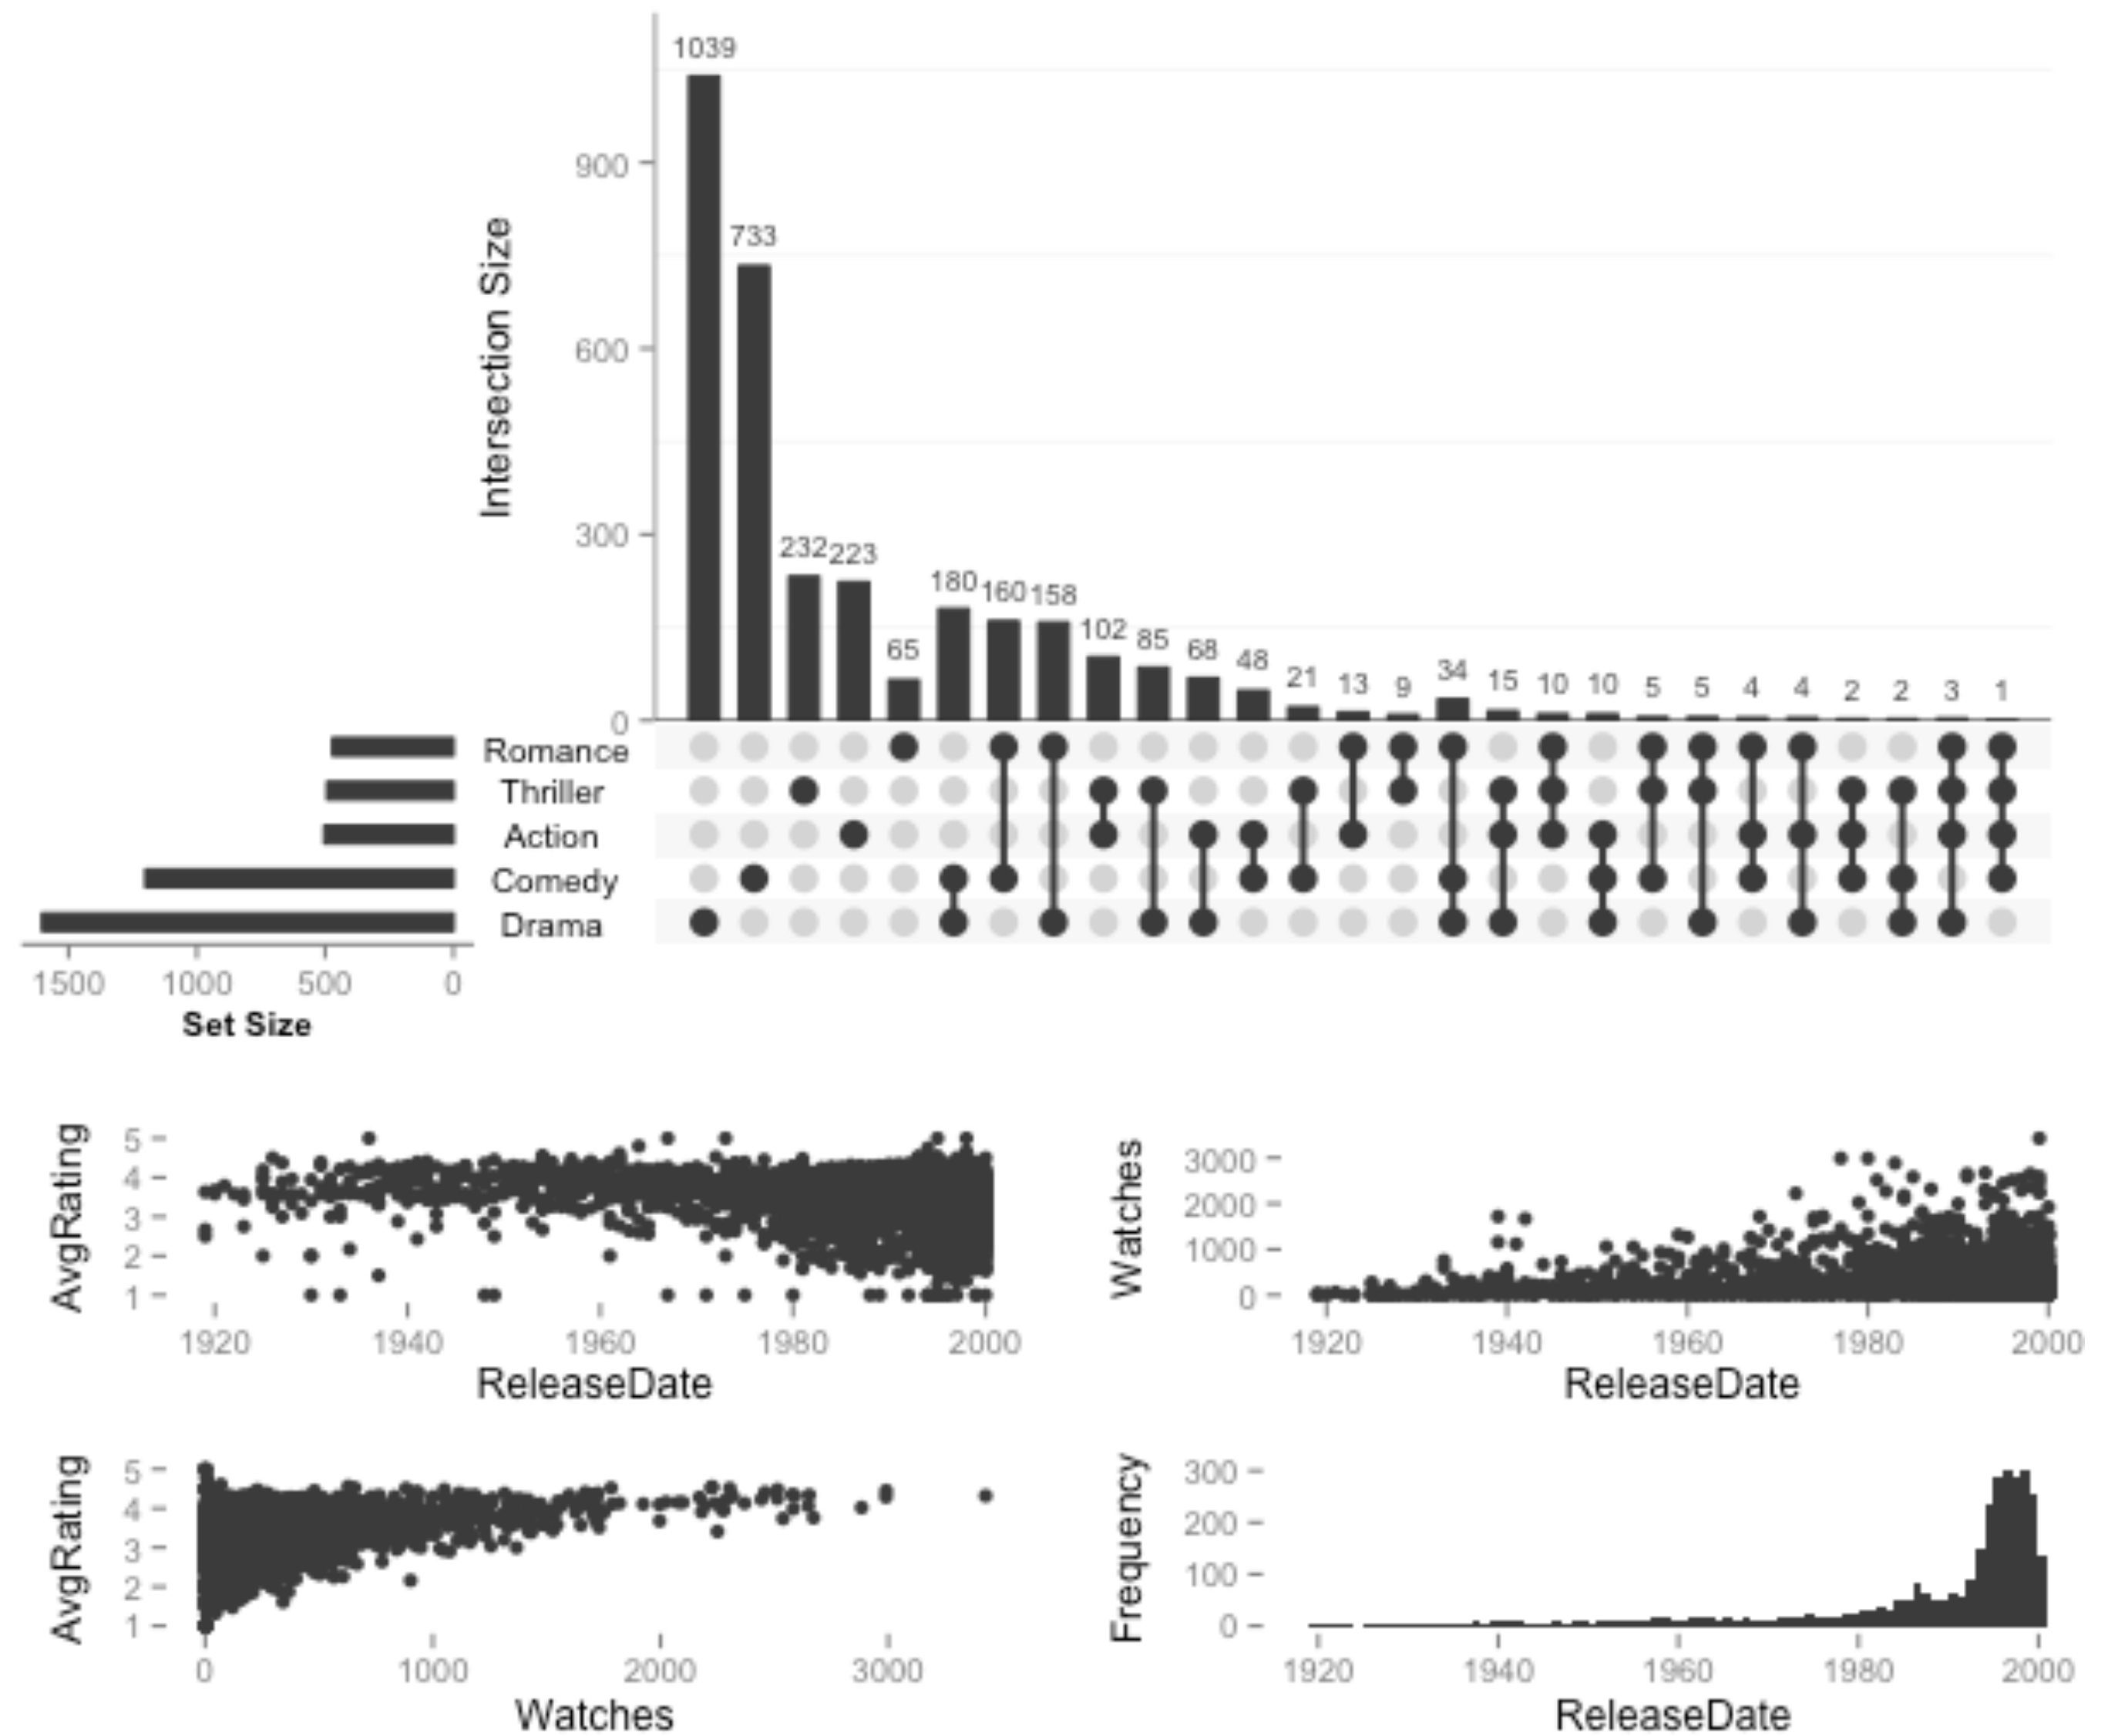 1039
733
232 223
65
180 160 158
102 85 68 48 21 13 9 34 15 10 10 5 5 4 4 2 2 3 1
Intersection Size
900
600
300
0
Romance
Thriller
Action
Comedy
Drama
1500 1000 500 0
Set Size
AvgRating
5
4
3
2
1
1920 1940 1960 1980 2000
ReleaseDate
Watches
3000
2000
1000
0
1920 1940 1960 1980 2000
ReleaseDate
AvgRating
5
4
3
2
1
0 1000 2000 3000
Watches
Frequency
300
200
100
0
1920 1940 1960 1980 2000
ReleaseDate